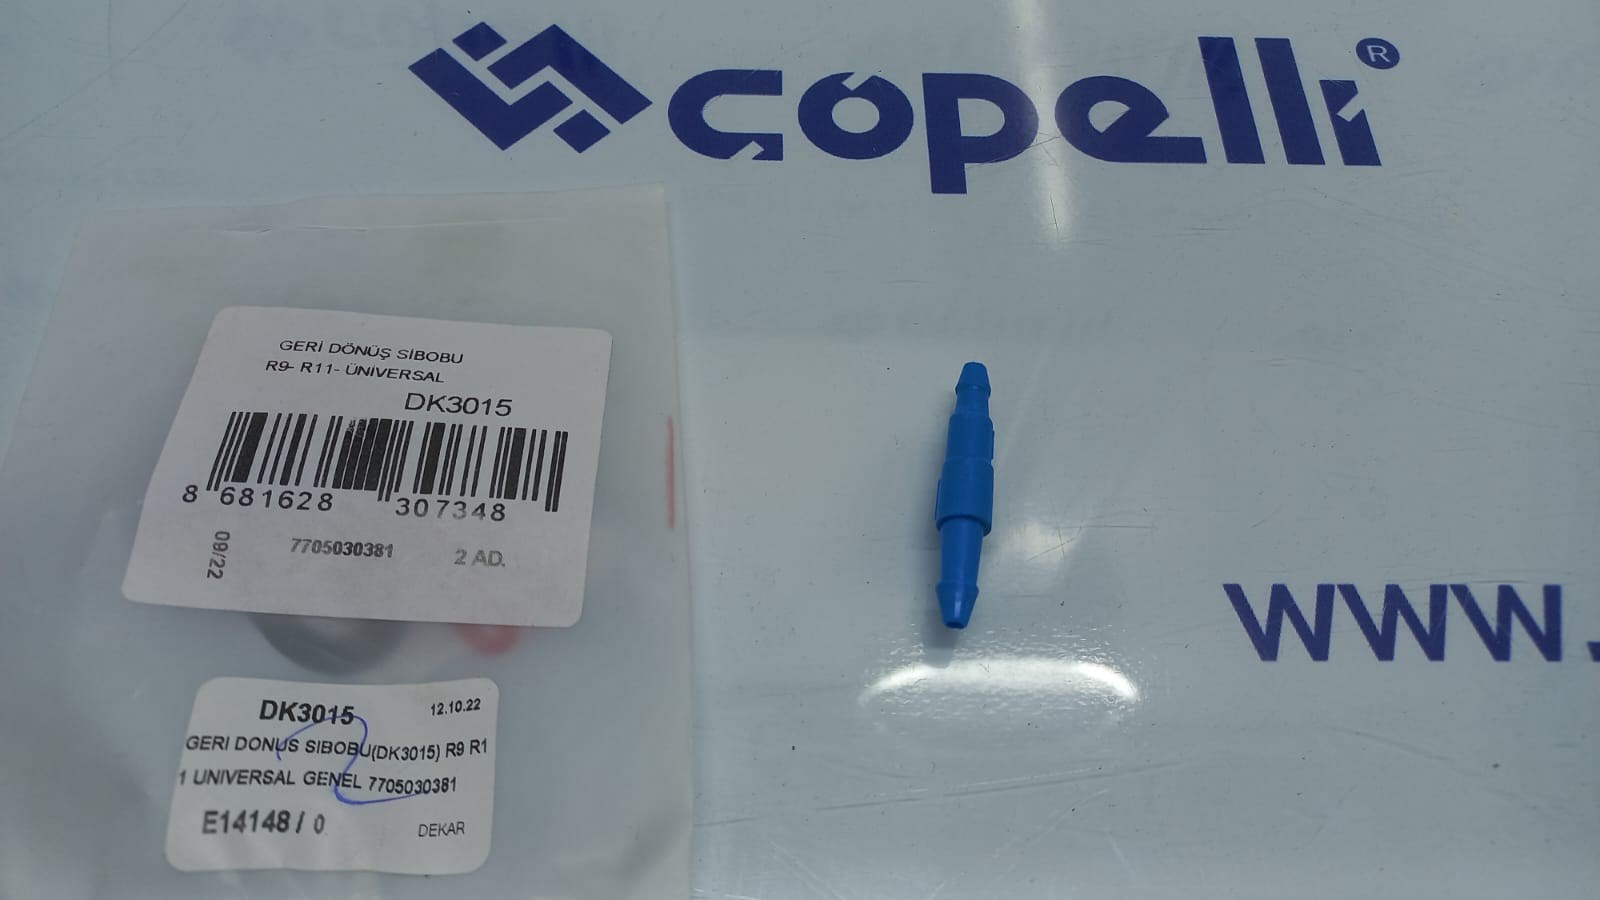 çopelli ®
GERİ DÖNÜŞ SİBOBU
R9- R11- ÜNİVERSAL
DK3015
8 681628 307348
09/22
7705030381
2 AD.
DK3015
12.10.22
GERI DONUS SIBOBU(DK3015) R9 R1
1 UNIVERSAL GENEL 7705030381
E14148 / 0
DEKAR
WWW.